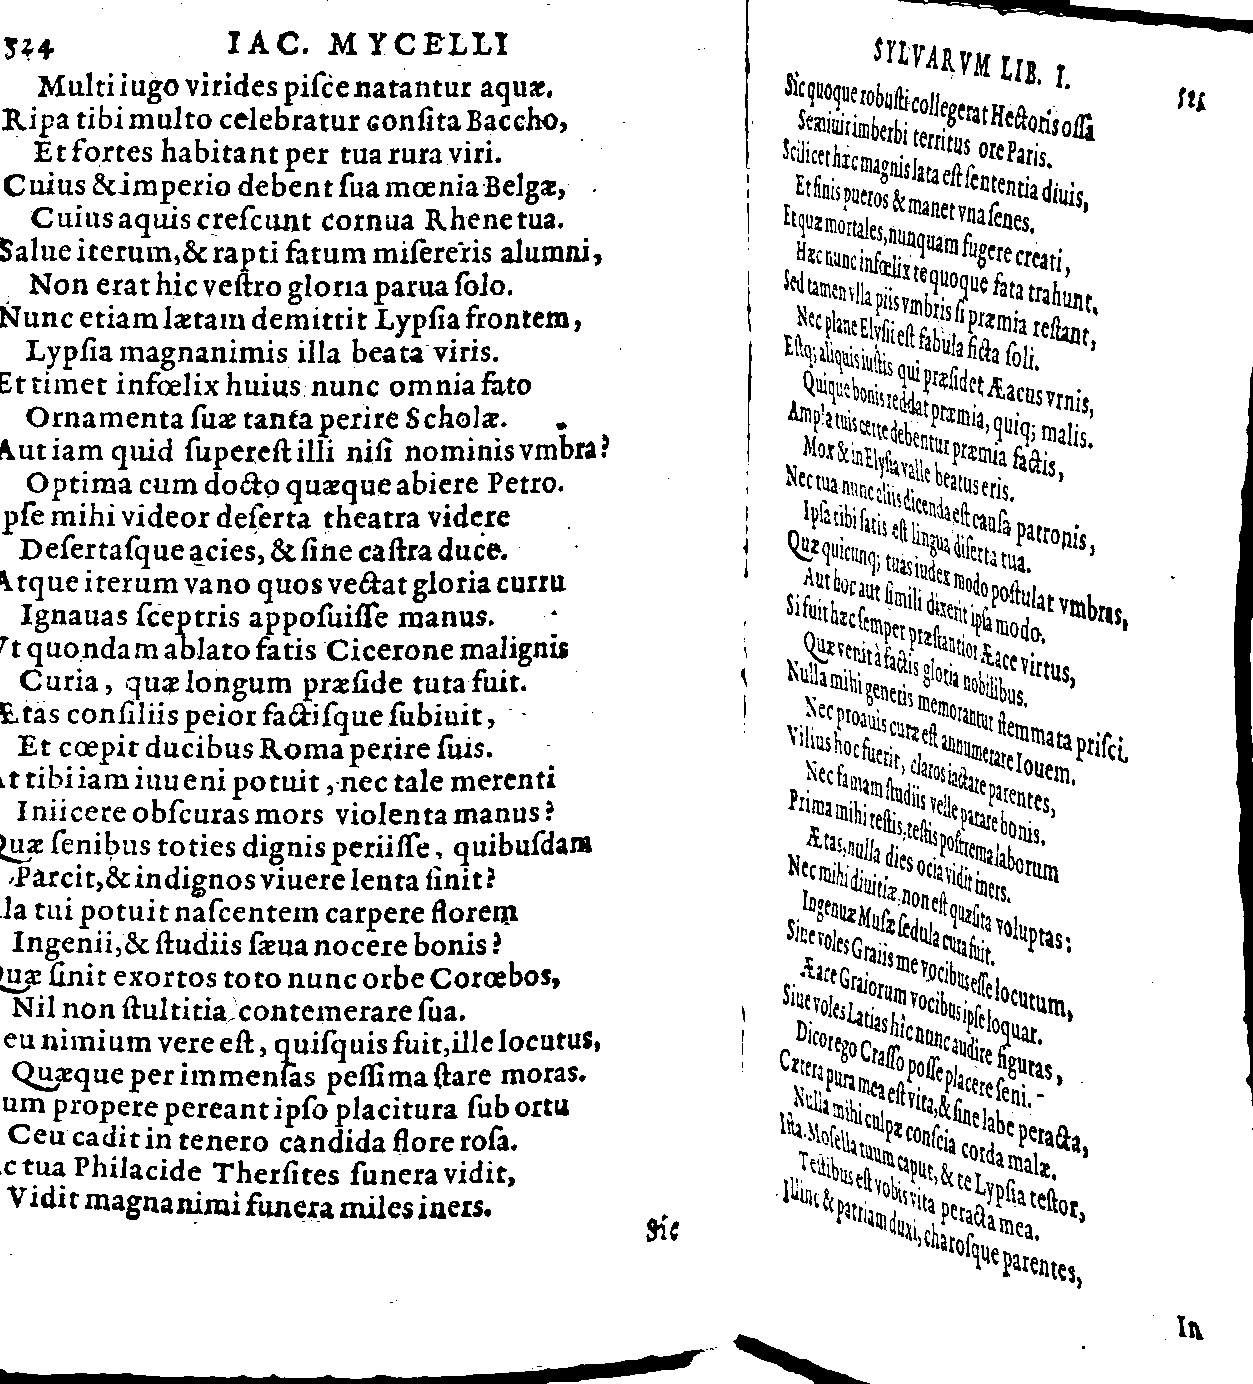 324 IAC. MYCELLI
Multi iugo virides piſce natantur aquæ.
Ripa tibi multo celebratur conſita Baccho,
Et fortes habitant per tua rura viri.
Cuius & imperio debent ſua mœnia Belgæ,
Cuius aquis creſcunt cornua Rhene tua.
Salue iterum, & rapti fatum miſereris alumni,
Non erat hic veſtro gloria parua ſolo.
Nunc etiam lætam demittit Lypſia frontem,
Lypſia magnanimis illa beata viris.
Et timet infœlix huius nunc omnia fato
Ornamenta ſuæ tanta perire Scholæ.
Aut iam quid ſupereſt illi niſi nominis vmbra?
Optima cum docto quæque abiere Petro.
pſe mihi videor deſerta theatra videre
Deſertaſque acies, & ſine caſtra duce.
Atque iterum vano quos vectat gloria curru
Ignauas ſceptris appoſuiſſe manus.
Vt quondam ablato fatis Cicerone malignis
Curia, quæ longum præſide tuta fuit.
Ætas conſiliis peior factiſque ſubiuit,
Et cœpit ducibus Roma perire ſuis.
At tibi iam iuueni potuit, nec tale merenti
Iniicere obſcuras mors violenta manus?
Quæ ſenibus toties dignis periiſſe, quibuſdam
Parcit, & indignos viuere lenta ſinit?
lla tui potuit naſcentem carpere florem
Ingenii, & ſtudiis ſæua nocere bonis?
Quæ ſinit exortos toto nunc orbe Corœbos,
Nil non ſtultitia contemerare ſua.
eu nimium vere eſt, quiſquis fuit, ille locutus,
Quæque per immenſas peſſima ſtare moras.
um propere pereant ipſo placitura ſub ortu
Ceu cadit in tenero candida flore roſa.
c tua Philacide Therſites funera vidit,
Vidit magnanimi funera miles iners.
Sic
SYLVARVM LIB. I. 325
Sic quoque robuſti collegerat Hectoris oſſa
Semiuir imberbi territus ore Paris.
Scilicet hæc magnis lata eſt ſententia diuis,
Et finis pueros & manet vna ſenes.
Et quæ mortales, nunquam fugere creati,
Hæc nunc infœlix te quoque fata trahunt.
Sed tamen vlla piis vmbris ſi præmia reſtant,
Nec plane Elyſii eſt fabula ficta ſoli.
Eſtq; aliquis iuſtis qui præſidet Æacus vrnis,
Quique bonis reddat præmia, quiq; malis.
Ampla tuis certe debentur præmia factis,
Mox & in Elyſia valle beatus eris.
Nec tua nunc aliis dicenda eſt cauſa patronis,
Ipſa tibi ſatis eſt lingua diſerta tua.
Quæ quicunq; tuas iudex modo poſtulat vmbras,
Aut hoc aut ſimili dixerit ipſa modo.
Si fuit hæc ſemper præſtantior Æace virtus,
Quæ venit à factis gloria nobilibus.
Nulla mihi generis memorantur ſtemmata priſci,
Nec proauis curæ eſt annumerare Iouem.
Vilius hoc fuerit, claros iactare parentes,
Nec famam ſtudiis velle parare bonis.
Prima mihi teſtis, teſtis poſtrema laborum
Ætas, nulla dies ocia vidit iners.
Nec mihi diuitiæ, non eſt quæſita voluptas:
Ingenuæ Muſæ ſedula cura fuit.
Siue voles Graiis me vocibus eſſe locutum,
Æace Graiorum vocibus ipſe loquar.
Siue voles Latias hîc nunc audire figuras,
Dicor ego Craſſo poſſe placere ſeni.
Cætera pura mea eſt vita, & ſine labe peracta,
Nulla mihi culpæ conſcia corda malæ.
Iſta Moſella tuum caput, & te Lypſia teſtor,
Teſtibus eſt vobis vita peracta mea.
Illinc & patriam duxi, charoſque parentes,
In